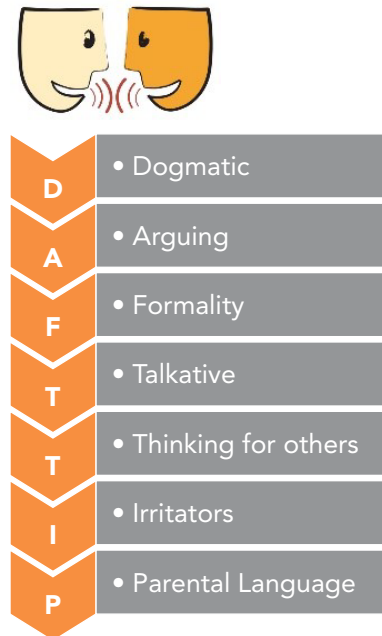 D • Dogmatic
A • Arguing
F • Formality
T • Talkative
T • Thinking for others
I • Irritators
P • Parental Language